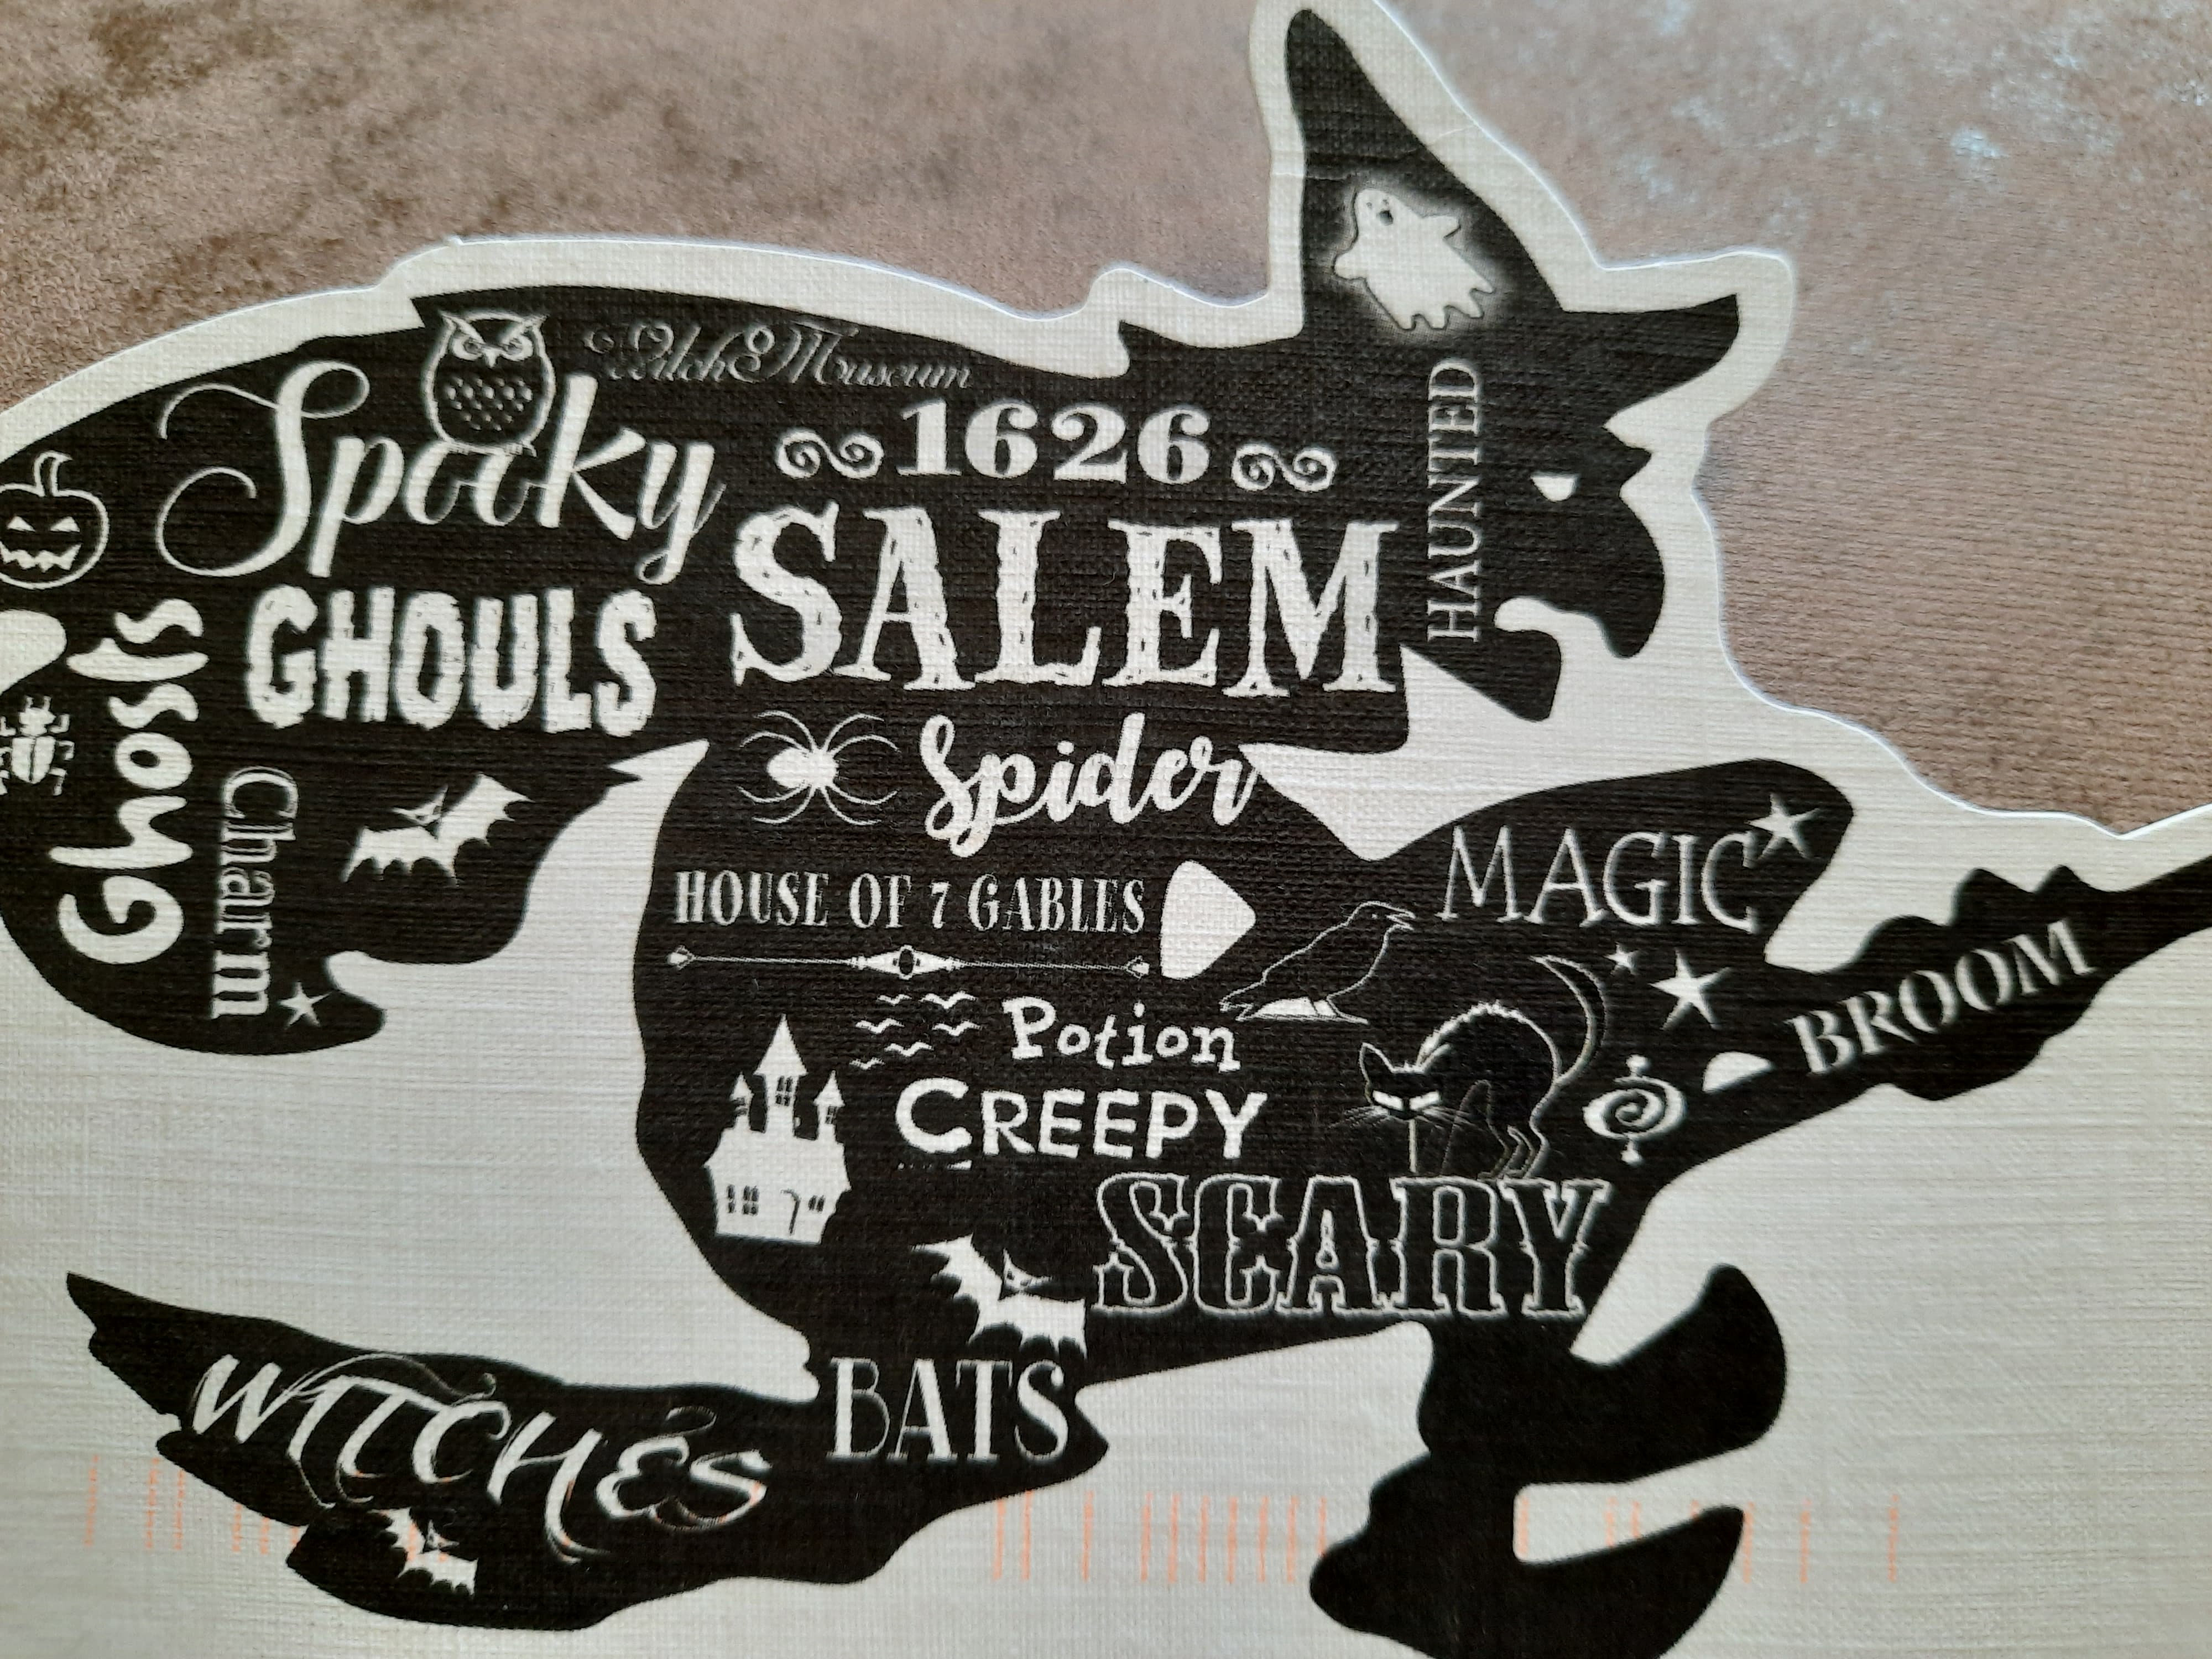 Witch Museum
Spooky
1626
SALEM
HAUNTED
GHOULS
Ghosts
Charm
Spider
HOUSE OF 7 GABLES
MAGIC
BROOM
Potion
CREEPY
SCARY
BATS
WITCHES